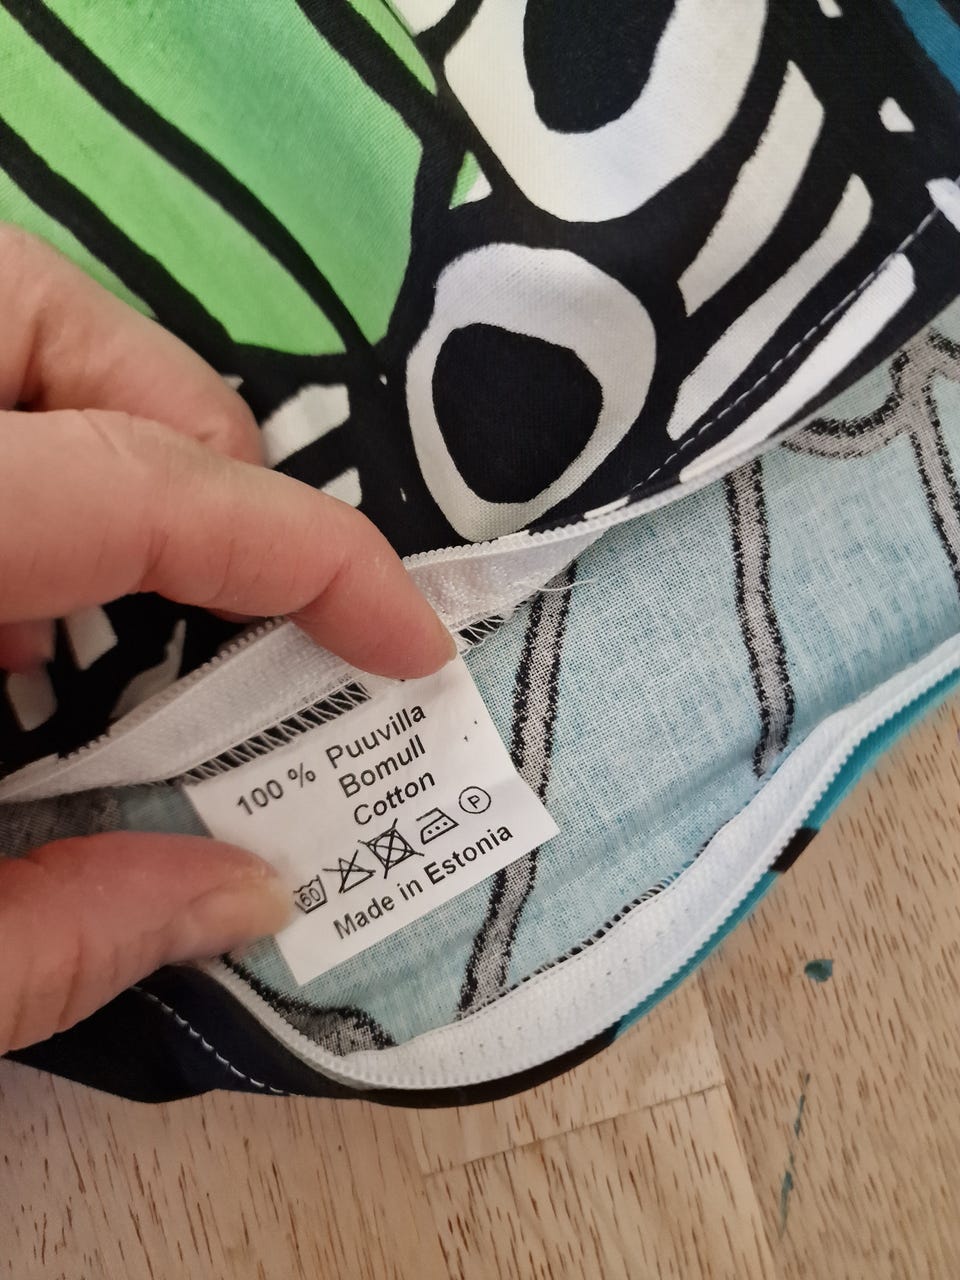 100 % Puuvilla
Bomull
Cotton
60 P
Made in Estonia